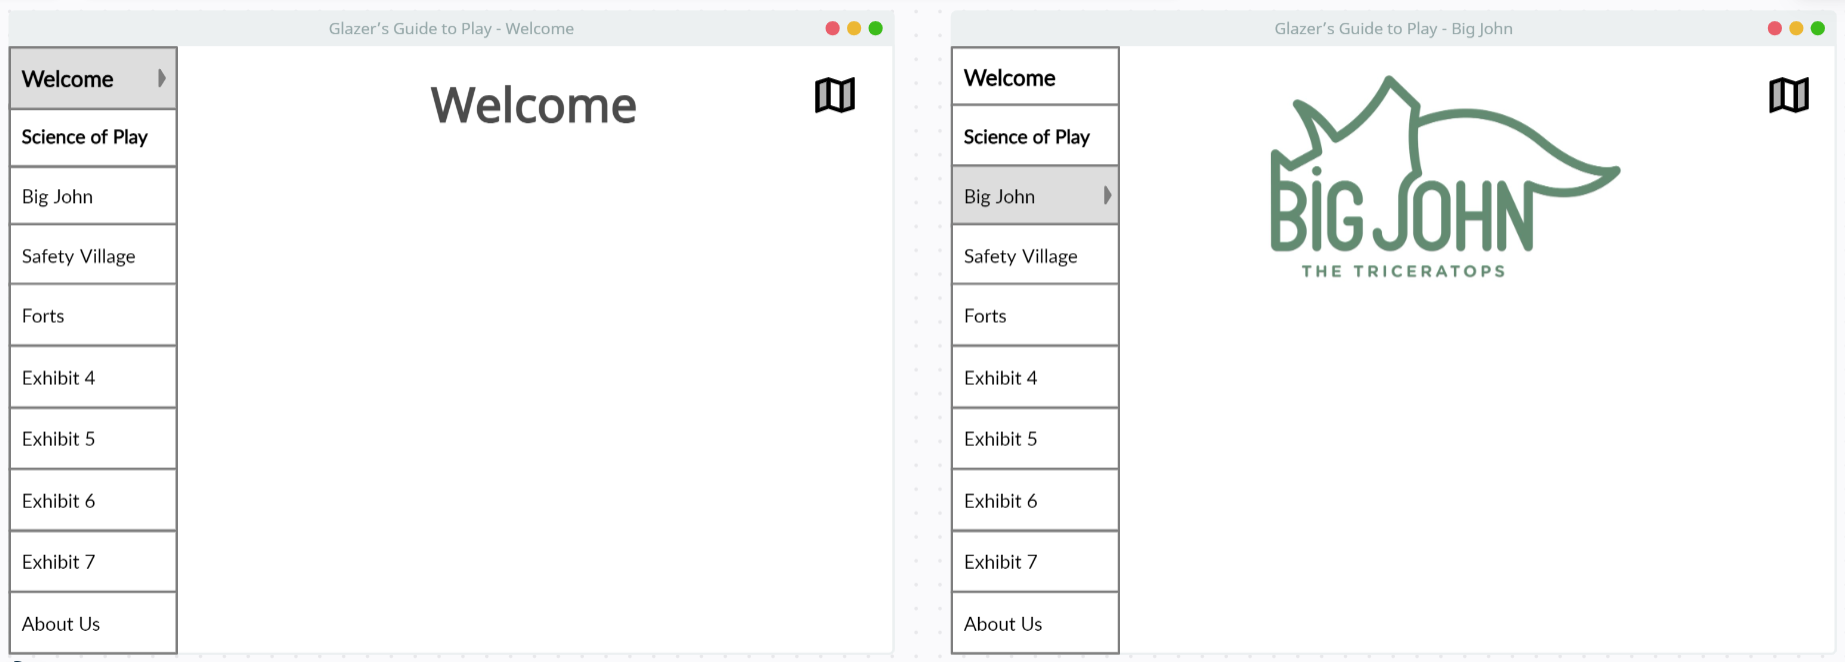 Glazer's Guide to Play - Welcome
Welcome
Science of Play
Big John
Safety Village
Forts
Exhibit 4
Exhibit 5
Exhibit 6
Exhibit 7
About Us
Welcome
Glazer's Guide to Play - Big John
Welcome
Science of Play
Big John
Safety Village
Forts
Exhibit 4
Exhibit 5
Exhibit 6
Exhibit 7
About Us
BiG JOHN
THE TRICERATOPS